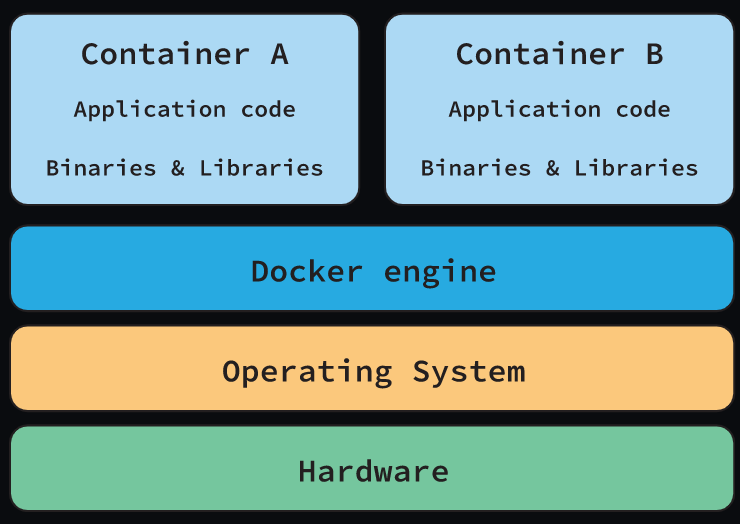 Container A
Application code
Binaries & Libraries
Container B
Application code
Binaries & Libraries
Docker engine
Operating System
Hardware